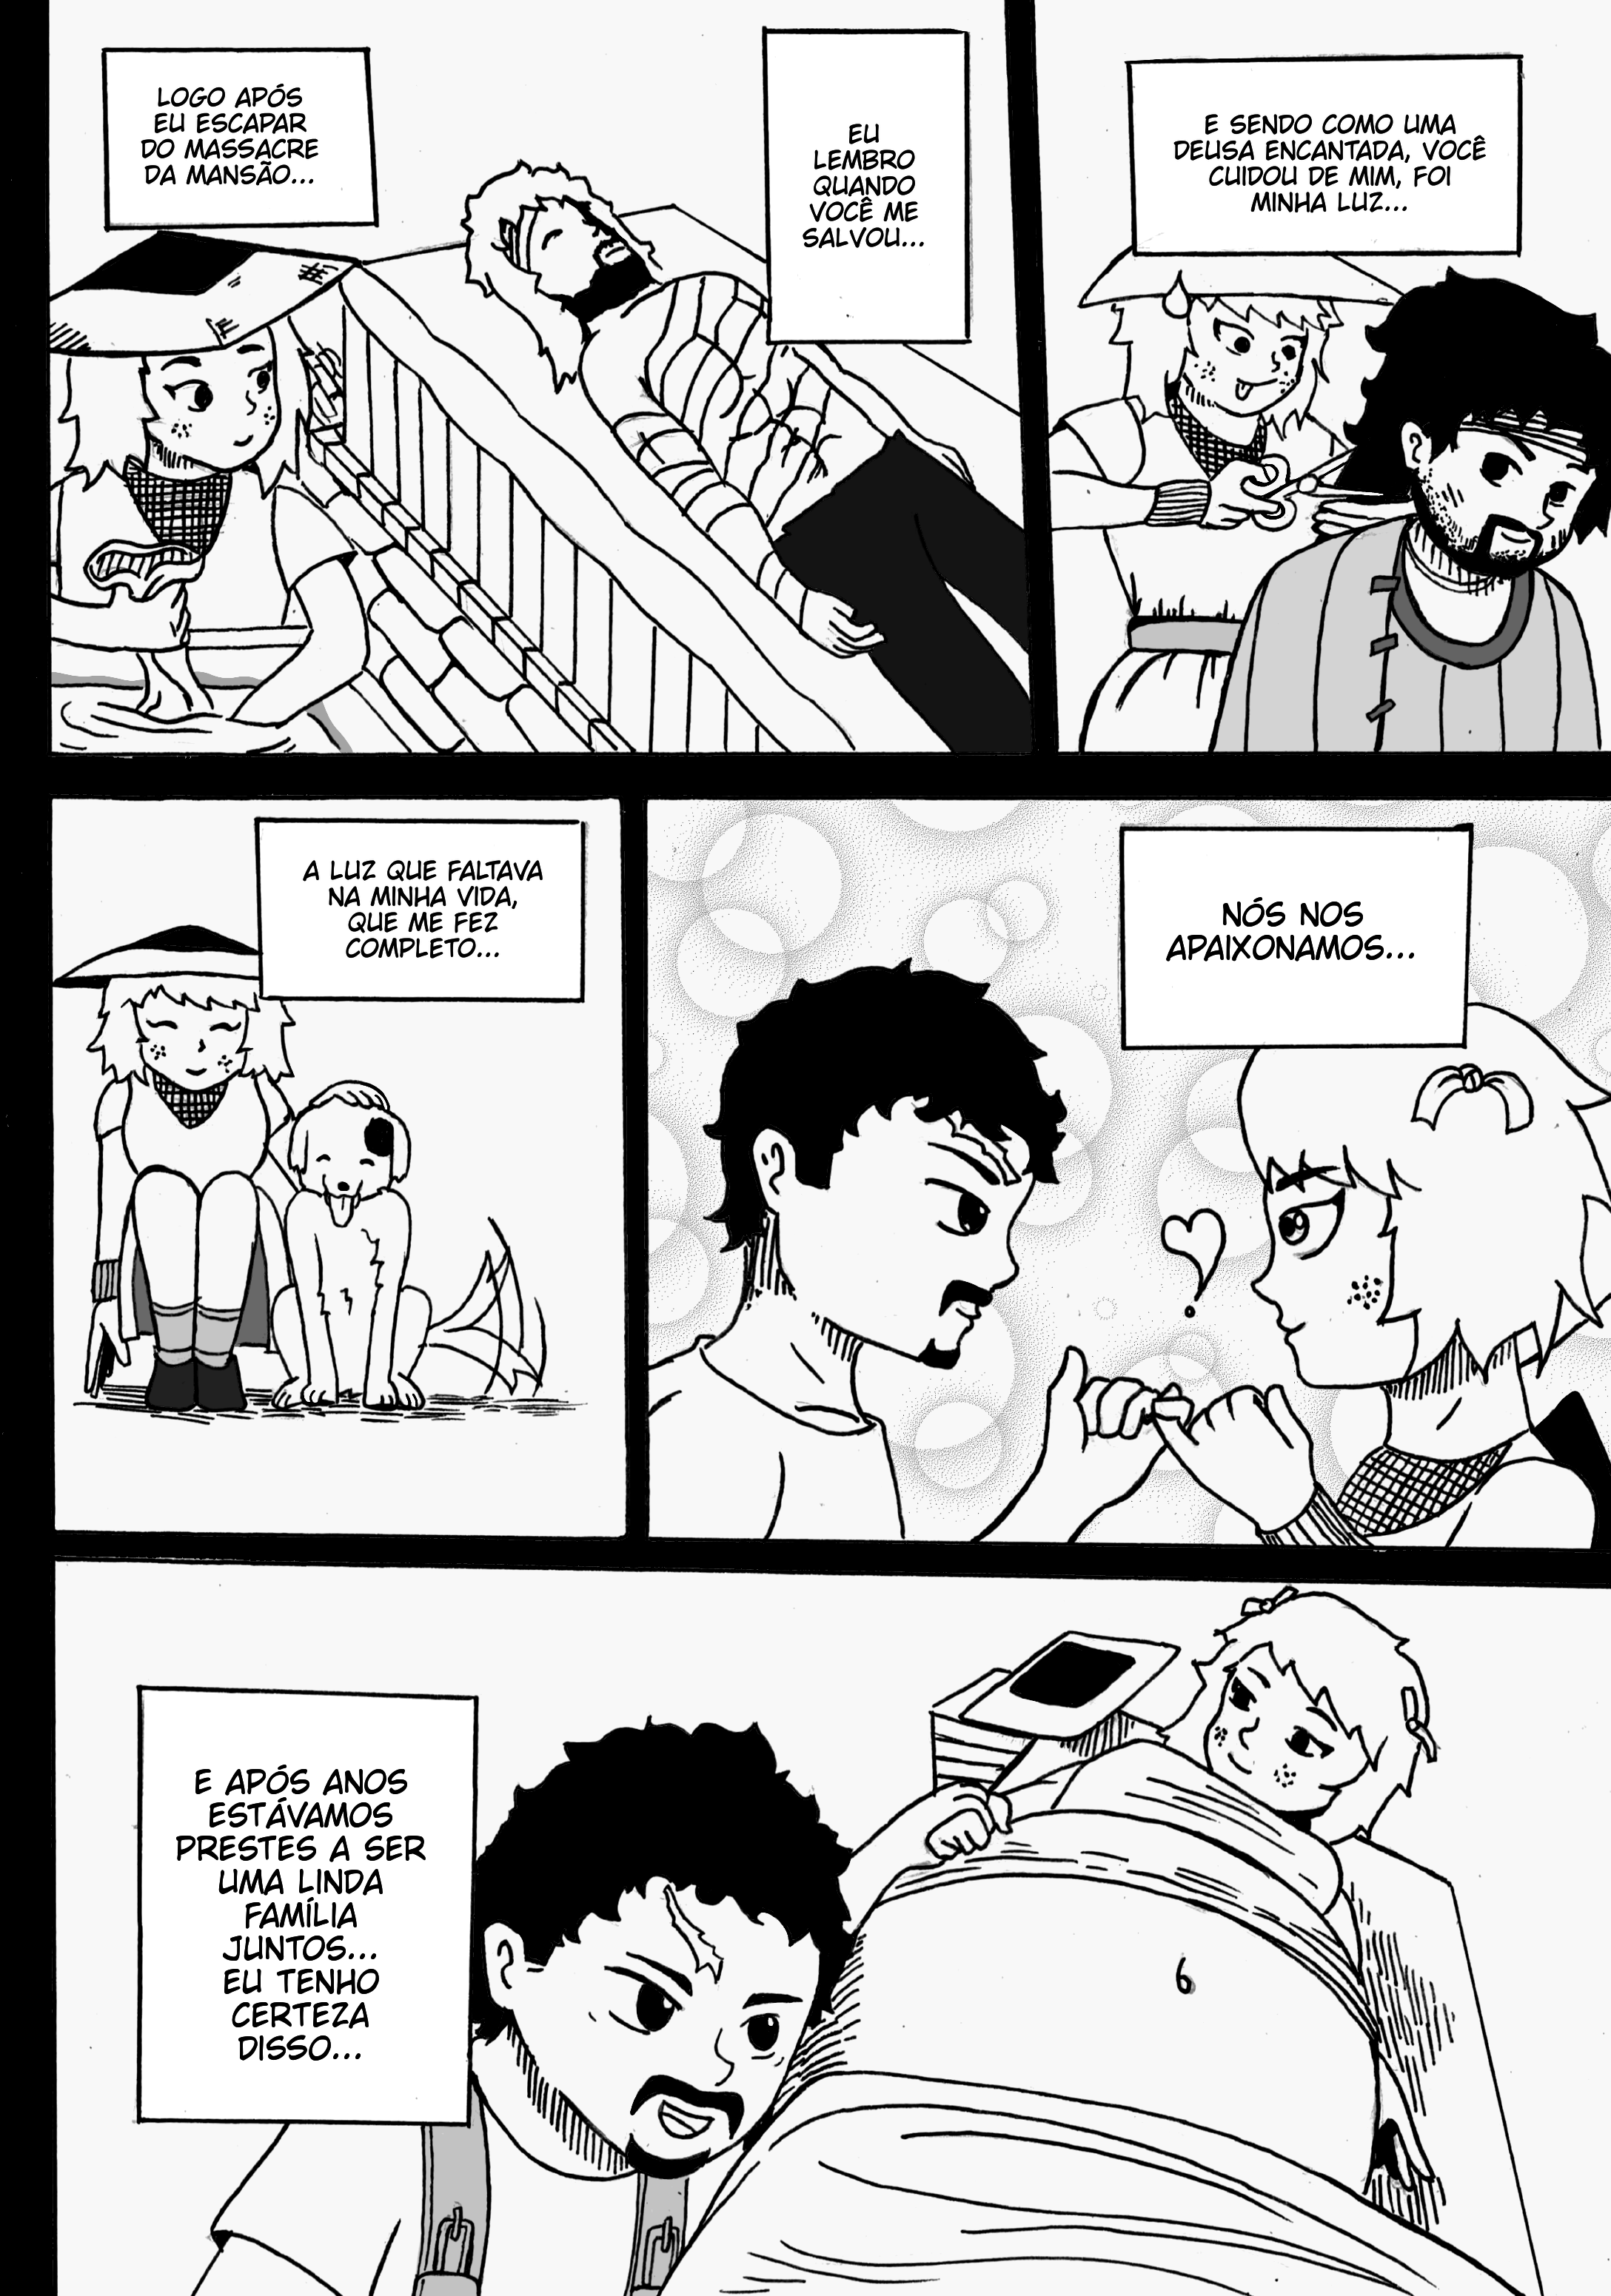 LOGO APÓS
EU ESCAPAR
DO MASSACRE
DA MANSÃO...
EU
LEMBRO
QUANDO
VOCÊ ME
SALVOU...
E SENDO COMO UMA
DEUSA ENCANTADA, VOCÊ
CUIDOU DE MIM, FOI
MINHA LUZ...
A LUZ QUE FALTAVA
NA MINHA VIDA,
QUE ME FEZ
COMPLETO...
NÓS NOS
APAIXONAMOS...
E APÓS ANOS
ESTÁVAMOS
PRESTES A SER
UMA LINDA
FAMÍLIA
JUNTOS...
EU TENHO
CERTEZA
DISSO...